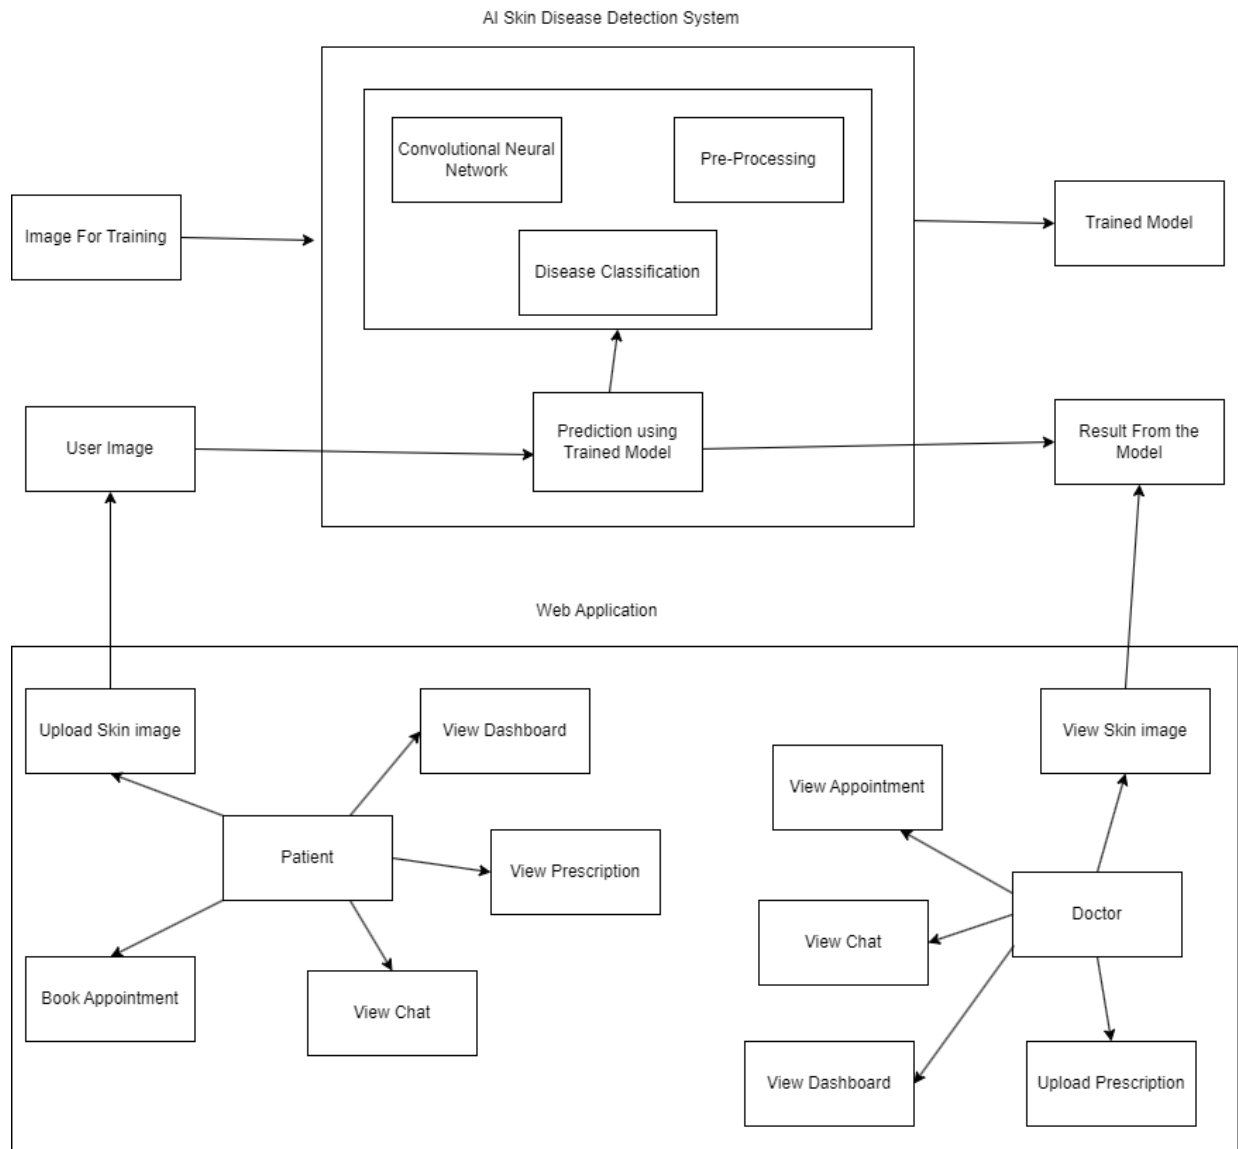 AI Skin Disease Detection System
Convolutional Neural
Network
Pre-Processing
Image For Training
Trained Model
Disease Classification
User Image
Prediction using
Trained Model
Result From the
Model
Web Application
Upload Skin image
View Dashboard
View Skin image
View Appointment
Patient
View Prescription
Doctor
View Chat
Book Appointment
View Chat
View Dashboard
Upload Prescription